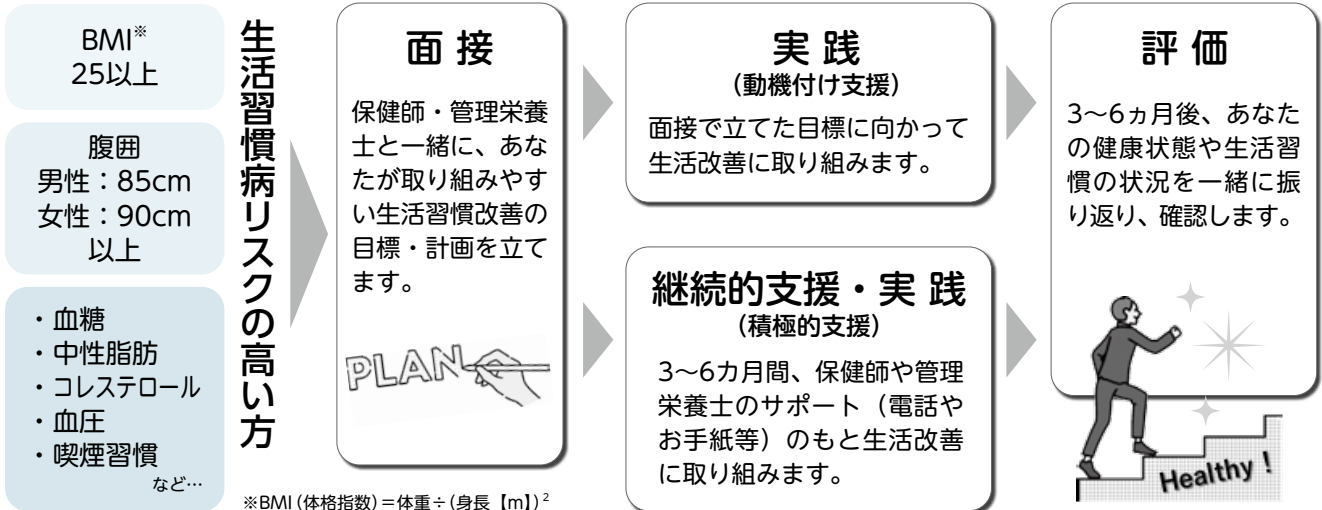 BMI※
25以上
腹囲
男性：85cm
女性：90cm
以上
・血糖
・中性脂肪
・コレステロール
・血圧
・喫煙習慣
など…
生活習慣病リスクの高い方
面 接
保健師・管理栄養
士と一緒に、あな
たが取り組みやす
い生活習慣改善の
目標・計画を立て
ます。
PLAN
※BMI（体格指数）＝体重÷（身長【m】）²
実 践
（動機付け支援）
面接で立てた目標に向かって
生活改善に取り組みます。
継続的支援・実 践
（積極的支援）
3～6カ月間、保健師や管理
栄養士のサポート（電話や
お手紙等）のもと生活改善
に取り組みます。
評 価
3～6ヵ月後、あなた
の健康状態や生活習
慣の状況を一緒に振
り返り、確認します。
Healthy！